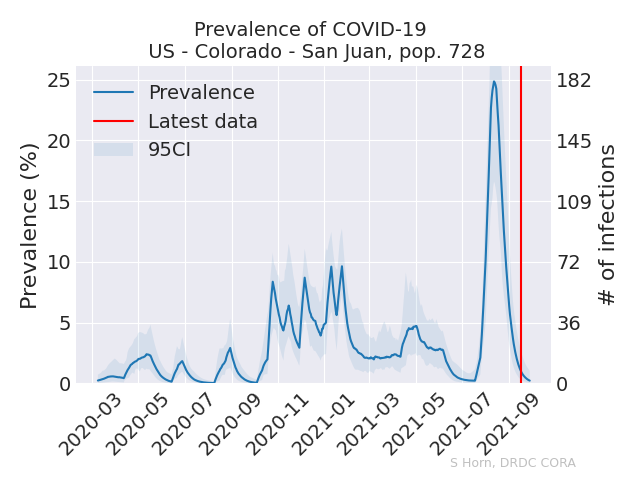 Prevalence of COVID-19
US - Colorado - San Juan, pop. 728
Prevalence
Latest data
95CI
Prevalence (%)
25
20
15
10
5
0
182
145
109
72
36
0
# of infections
2020-03
2020-05
2020-07
2020-09
2020-11
2021-01
2021-03
2021-05
2021-07
2021-09
S Horn, DRDC CORA